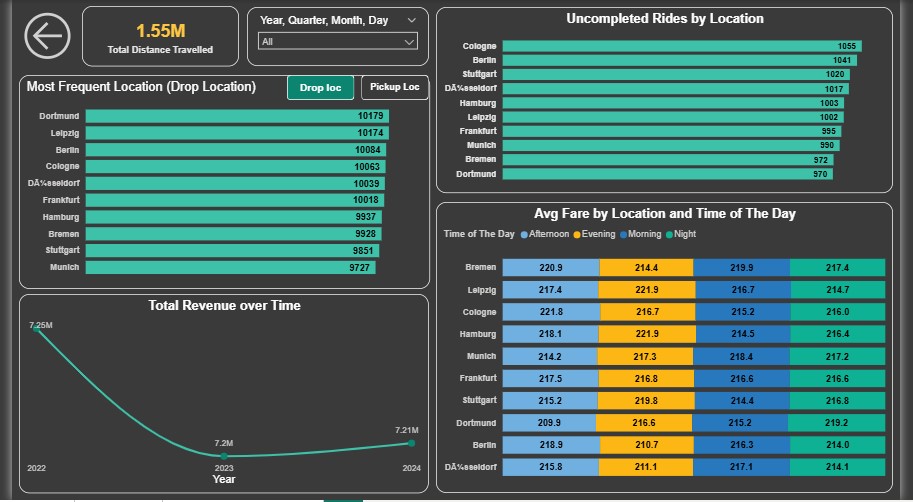 1.55M
Total Distance Travelled
Year, Quarter, Month, Day
All
Most Frequent Location (Drop Location)
Drop loc
Pickup Loc
Dortmund 10179
Leipzig 10174
Berlin 10084
Cologne 10063
DÃ¼sseldorf 10039
Frankfurt 10018
Hamburg 9937
Bremen 9928
Stuttgart 9851
Munich 9727
Total Revenue over Time
7.25M
7.2M
7.21M
2022 2023 2024
Year
Uncompleted Rides by Location
Cologne 1055
Berlin 1041
Stuttgart 1020
DÃ¼sseldorf 1017
Hamburg 1003
Leipzig 1002
Frankfurt 995
Munich 990
Bremen 972
Dortmund 970
Avg Fare by Location and Time of The Day
Time of The Day Afternoon Evening Morning Night
Bremen 220.9 214.4 219.9 217.4
Leipzig 217.4 221.9 216.7 214.7
Cologne 221.8 216.7 215.2 216.0
Hamburg 218.1 221.9 214.5 216.4
Munich 214.2 217.3 218.4 217.2
Frankfurt 217.5 216.8 216.6 216.6
Stuttgart 215.2 219.8 214.4 216.8
Dortmund 209.9 216.6 215.2 219.2
Berlin 218.9 210.7 216.3 214.0
DÃ¼sseldorf 215.8 211.1 217.1 214.1